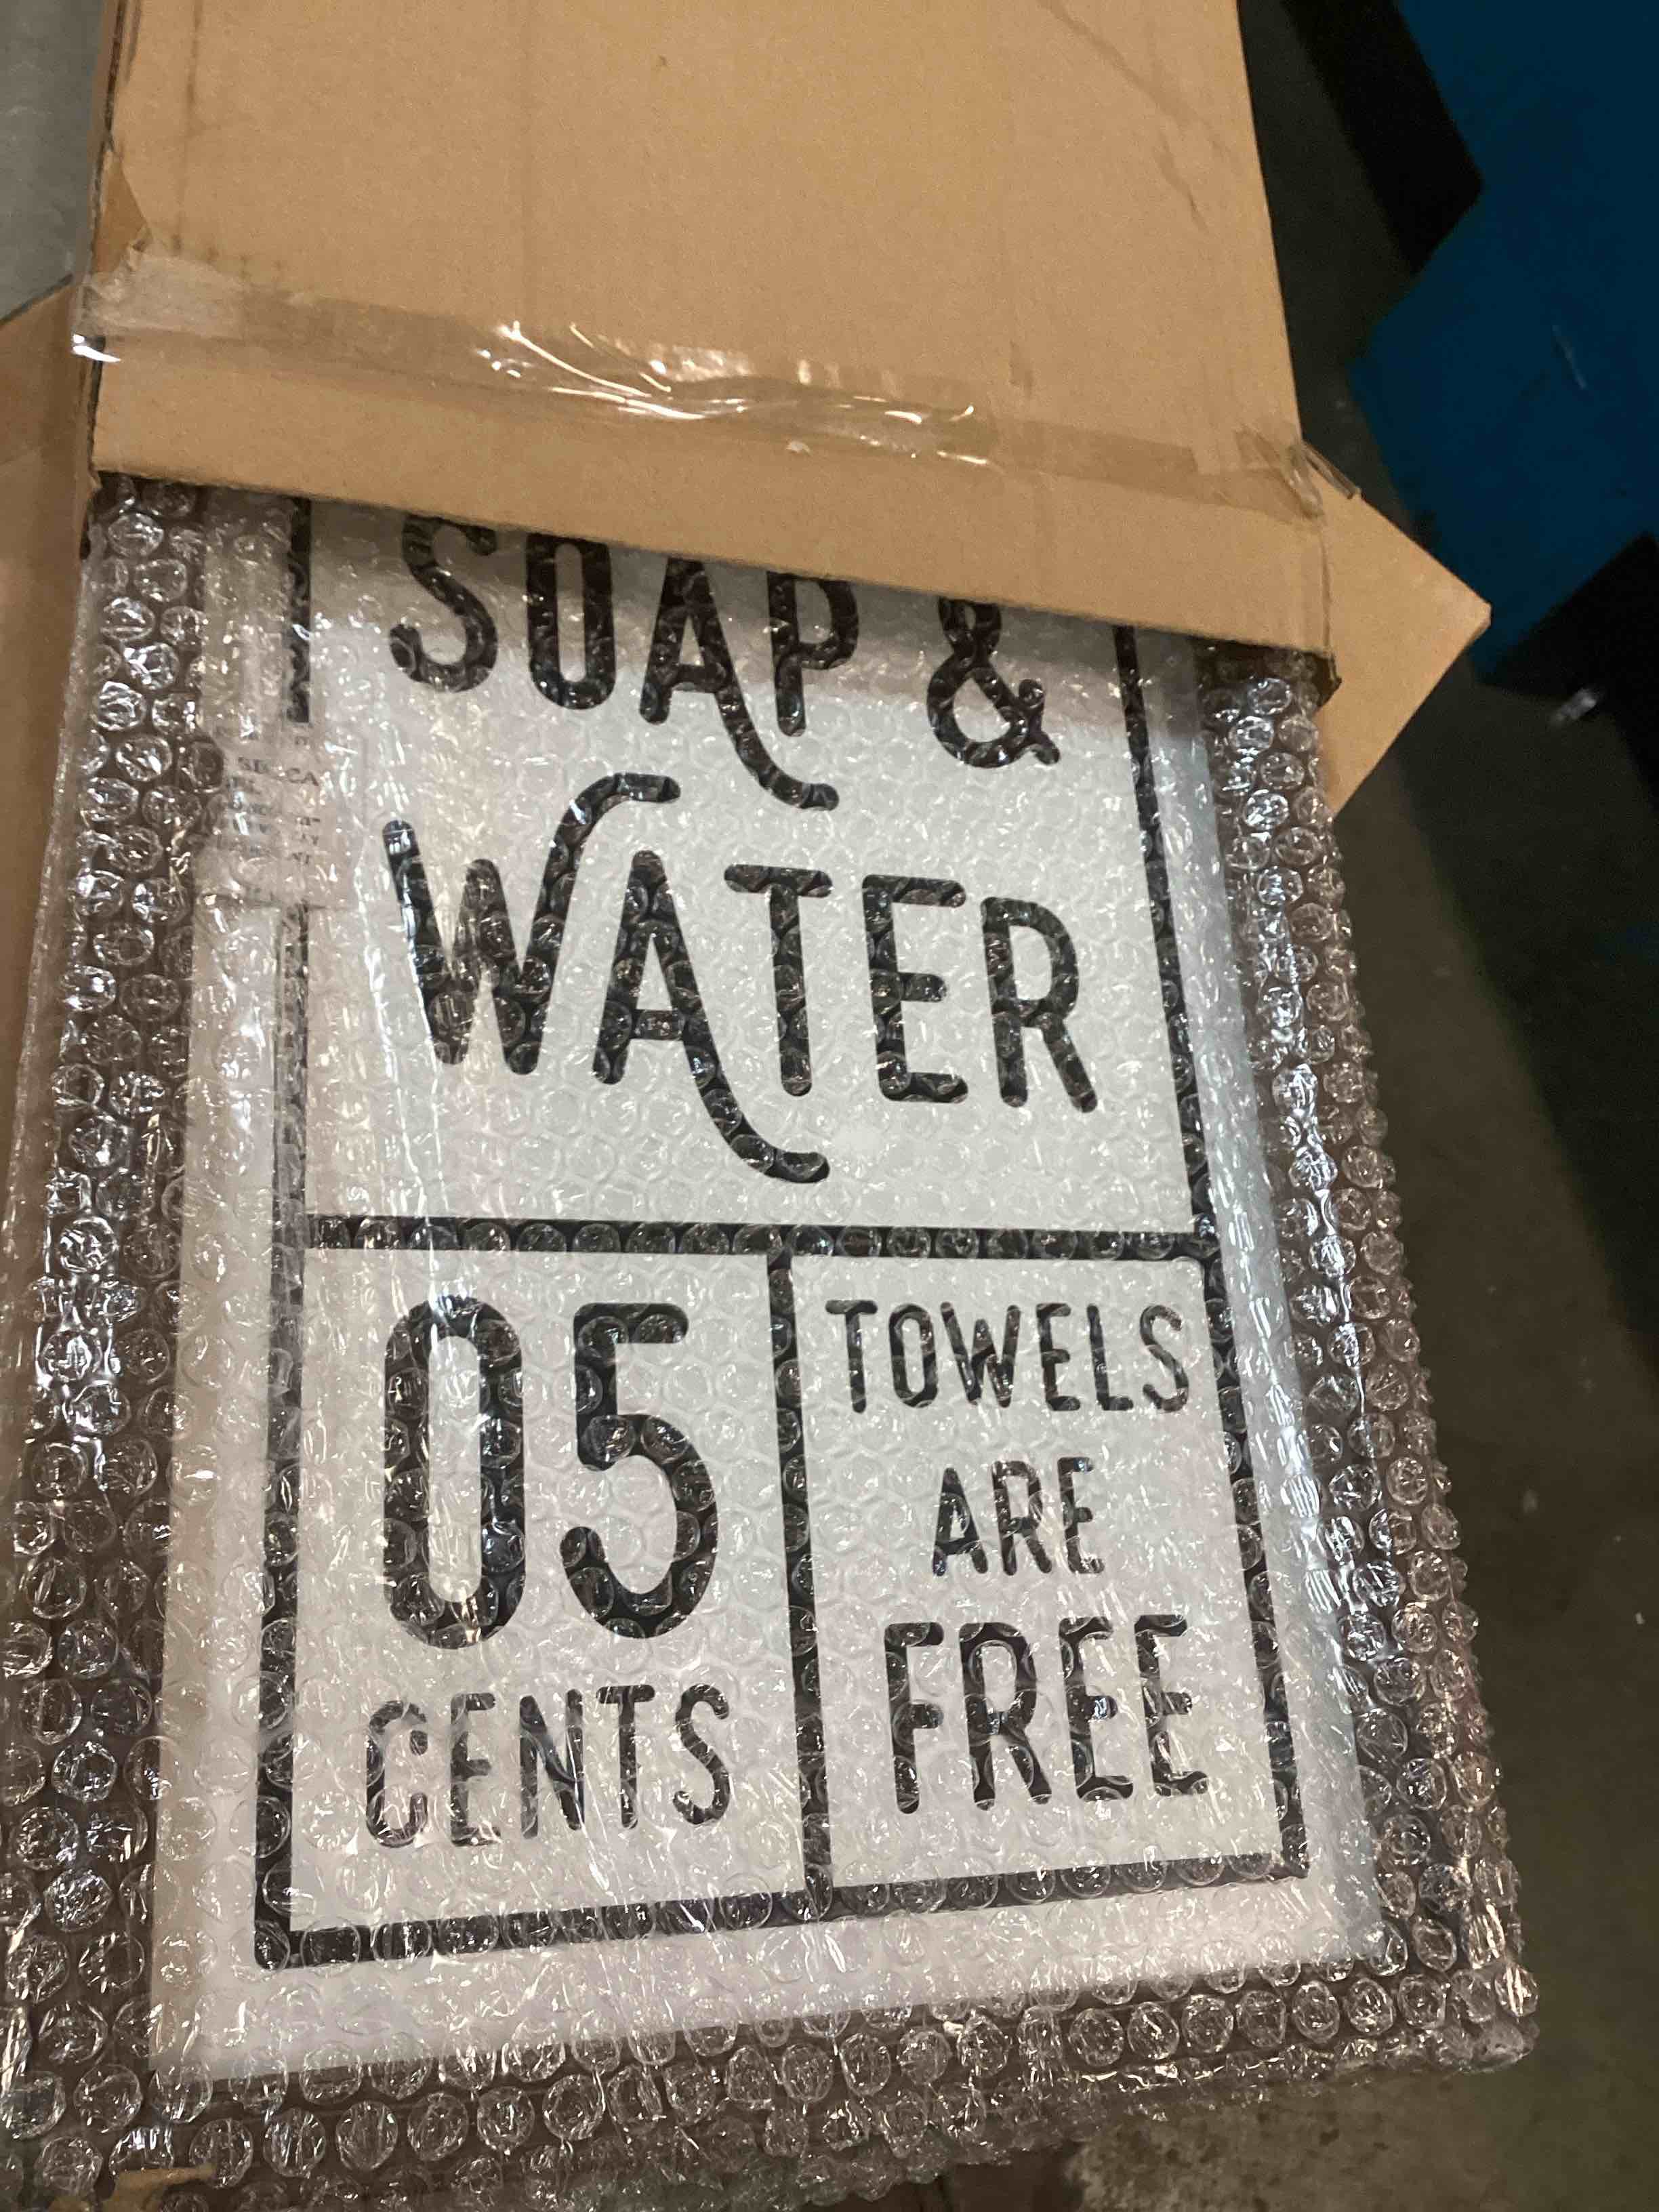 SOAP &
WATER
05
CENTS
TOWELS
ARE
FREE